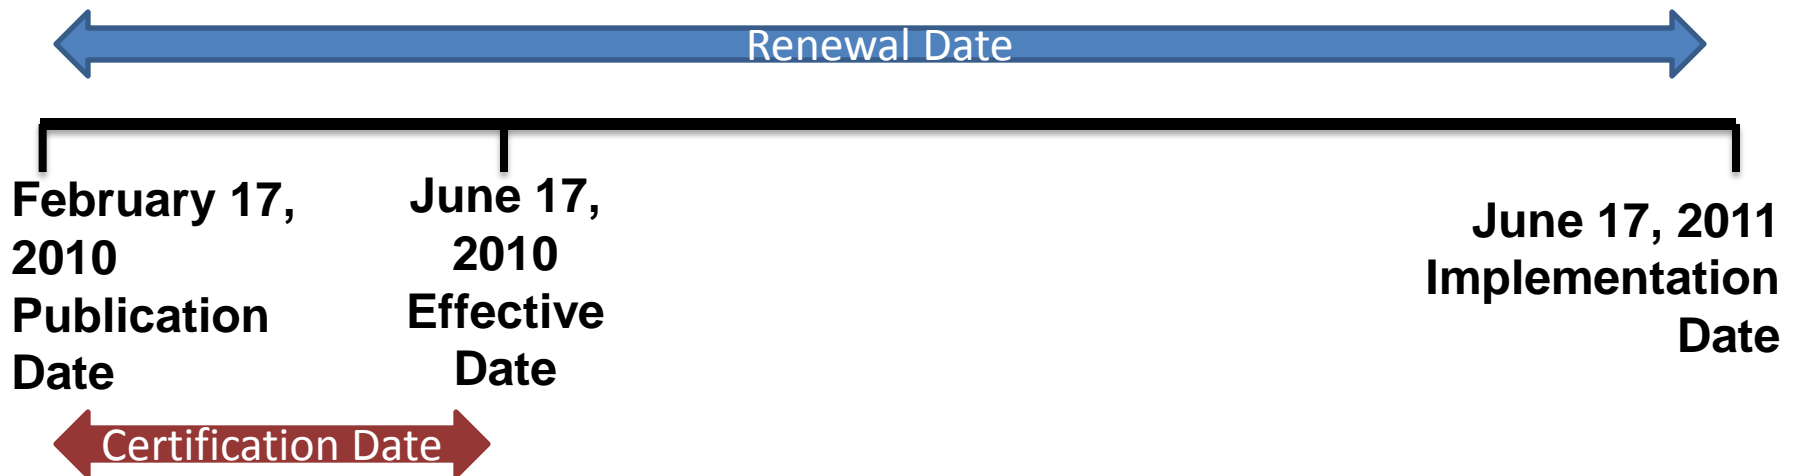 Renewal Date
February 17,
2010
Publication
Date
June 17,
2010
Effective
Date
June 17, 2011
Implementation
Date
Certification Date